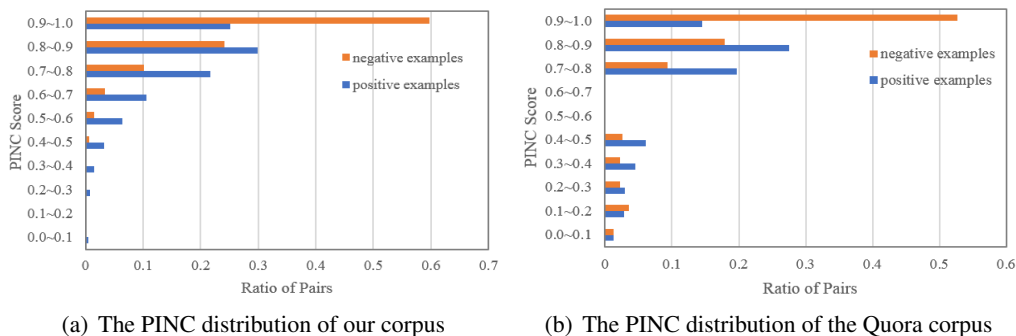 0.9~1.0
0.8~0.9
0.7~0.8
0.6~0.7
0.5~0.6
0.4~0.5
0.3~0.4
0.2~0.3
0.1~0.2
0.0~0.1
PINC Score
negative examples
positive examples
0 0.1 0.2 0.3 0.4 0.5 0.6 0.7
Ratio of Pairs
(a) The PINC distribution of our corpus
0.9~1.0
0.8~0.9
0.7~0.8
0.6~0.7
0.5~0.6
0.4~0.5
0.3~0.4
0.2~0.3
0.1~0.2
0.0~0.1
PINC Score
negative examples
positive examples
0 0.1 0.2 0.3 0.4 0.5 0.6
Ratio of Pairs
(b) The PINC distribution of the Quora corpus